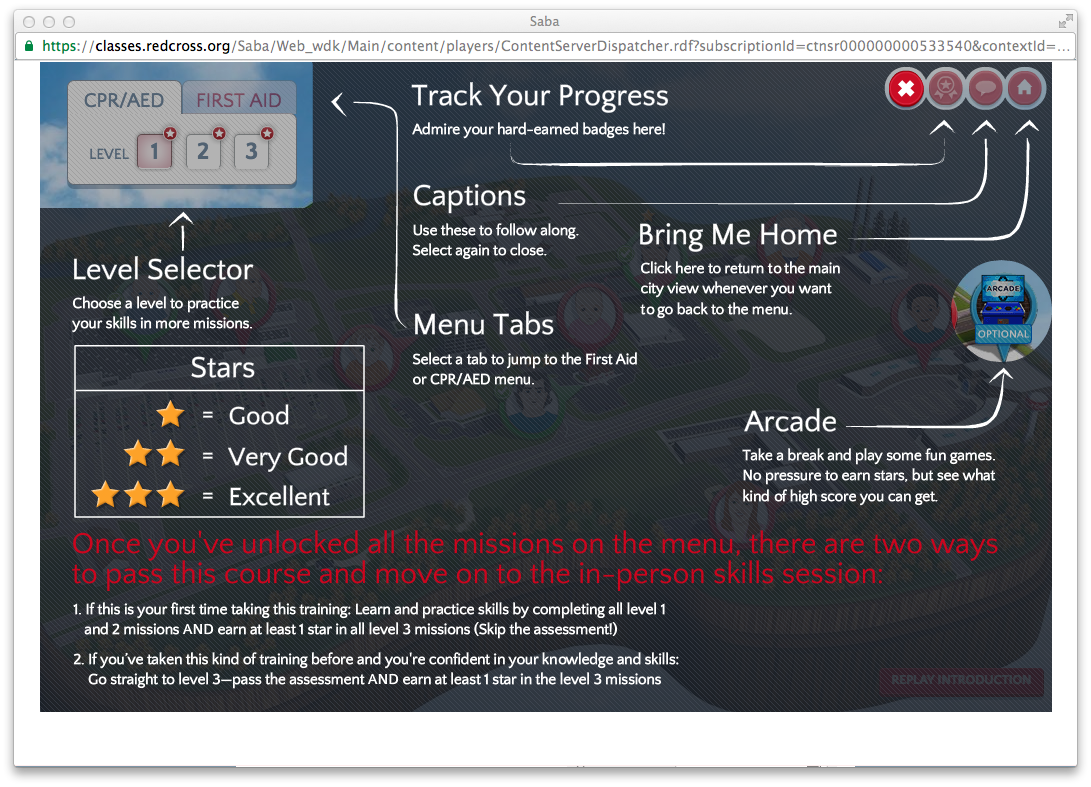 Saba
https://classes.redcross.org/Saba/Web_wdk/Main/content/players/ContentServerDispatcher.rdf?subscriptionId=ctnsr000000000533540&contextId=...
CPR/AED
FIRST AID
LEVEL 1 2 3
Track Your Progress
Admire your hard-earned badges here!
Captions
Use these to follow along.
Select again to close.
Bring Me Home
Click here to return to the main
city view whenever you want
to go back to the menu.
Level Selector
Choose a level to practice
your skills in more missions.
Menu Tabs
Select a tab to jump to the First Aid
or CPR/AED menu.
ARCADE
OPTIONAL
Stars
= Good
= Very Good
= Excellent
Arcade
Take a break and play some fun games.
No pressure to earn stars, but see what
kind of high score you can get.
Once you've unlocked all the missions on the menu, there are two ways
to pass this course and move on to the in-person skills session:
1. If this is your first time taking this training: Learn and practice skills by completing all level 1
and 2 missions AND earn at least 1 star in all level 3 missions (Skip the assessment!)
2. If you've taken this kind of training before and you're confident in your knowledge and skills:
Go straight to level 3—pass the assessment AND earn at least 1 star in the level 3 missions
REPLAY INTRODUCTION